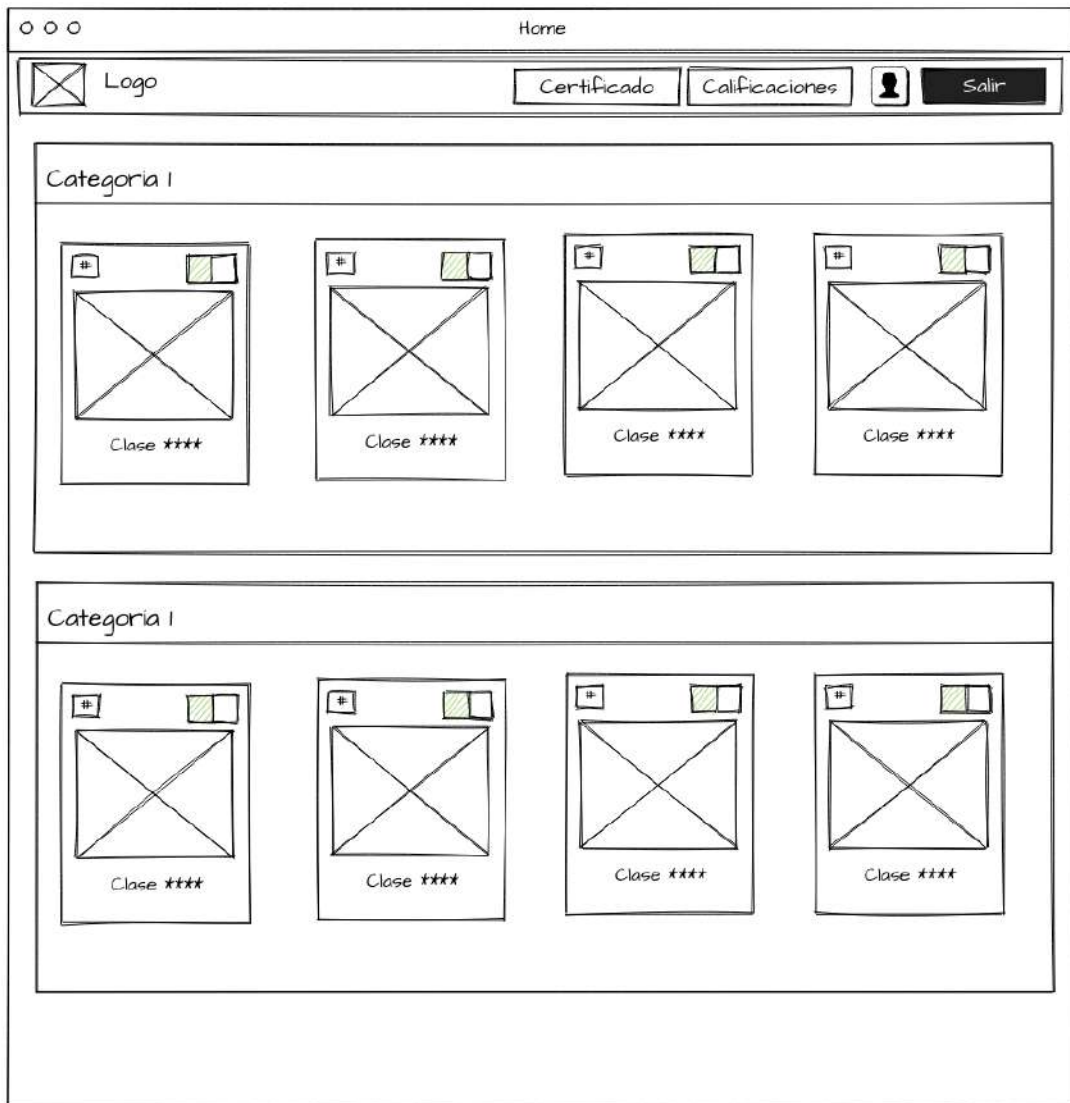 Home
Logo
Certificado
Calificaciones
Salir
Categoria 1
#
#
#
#
Clase ****
Clase ****
Clase ****
Clase ****
Categoria 1
#
#
#
#
Clase ****
Clase ****
Clase ****
Clase ****